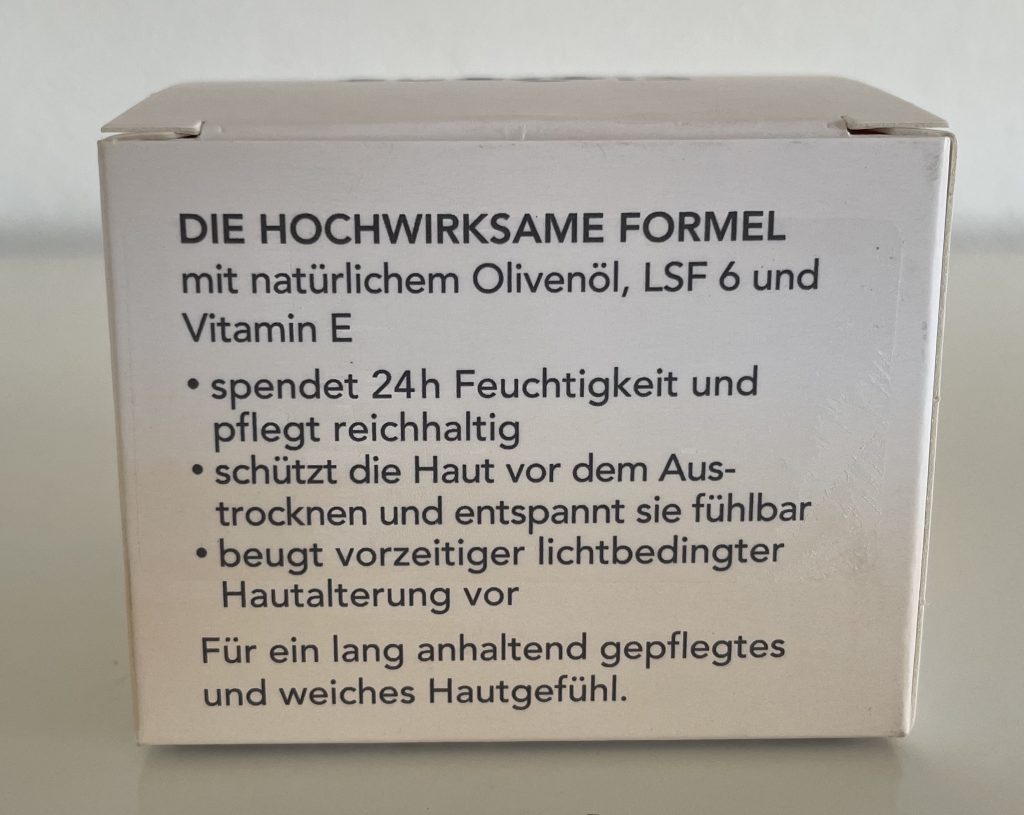 DIE HOCHWIRKSAME FORMEL
mit natürlichem Olivenöl, LSF 6 und
Vitamin E
• spendet 24h Feuchtigkeit und
pflegt reichhaltig
• schützt die Haut vor dem Aus-
trocknen und entspannt sie fühlbar
• beugt vorzeitiger lichtbedingter
Hautalterung vor
Für ein lang anhaltend gepflegtes
und weiches Hautgefühl.